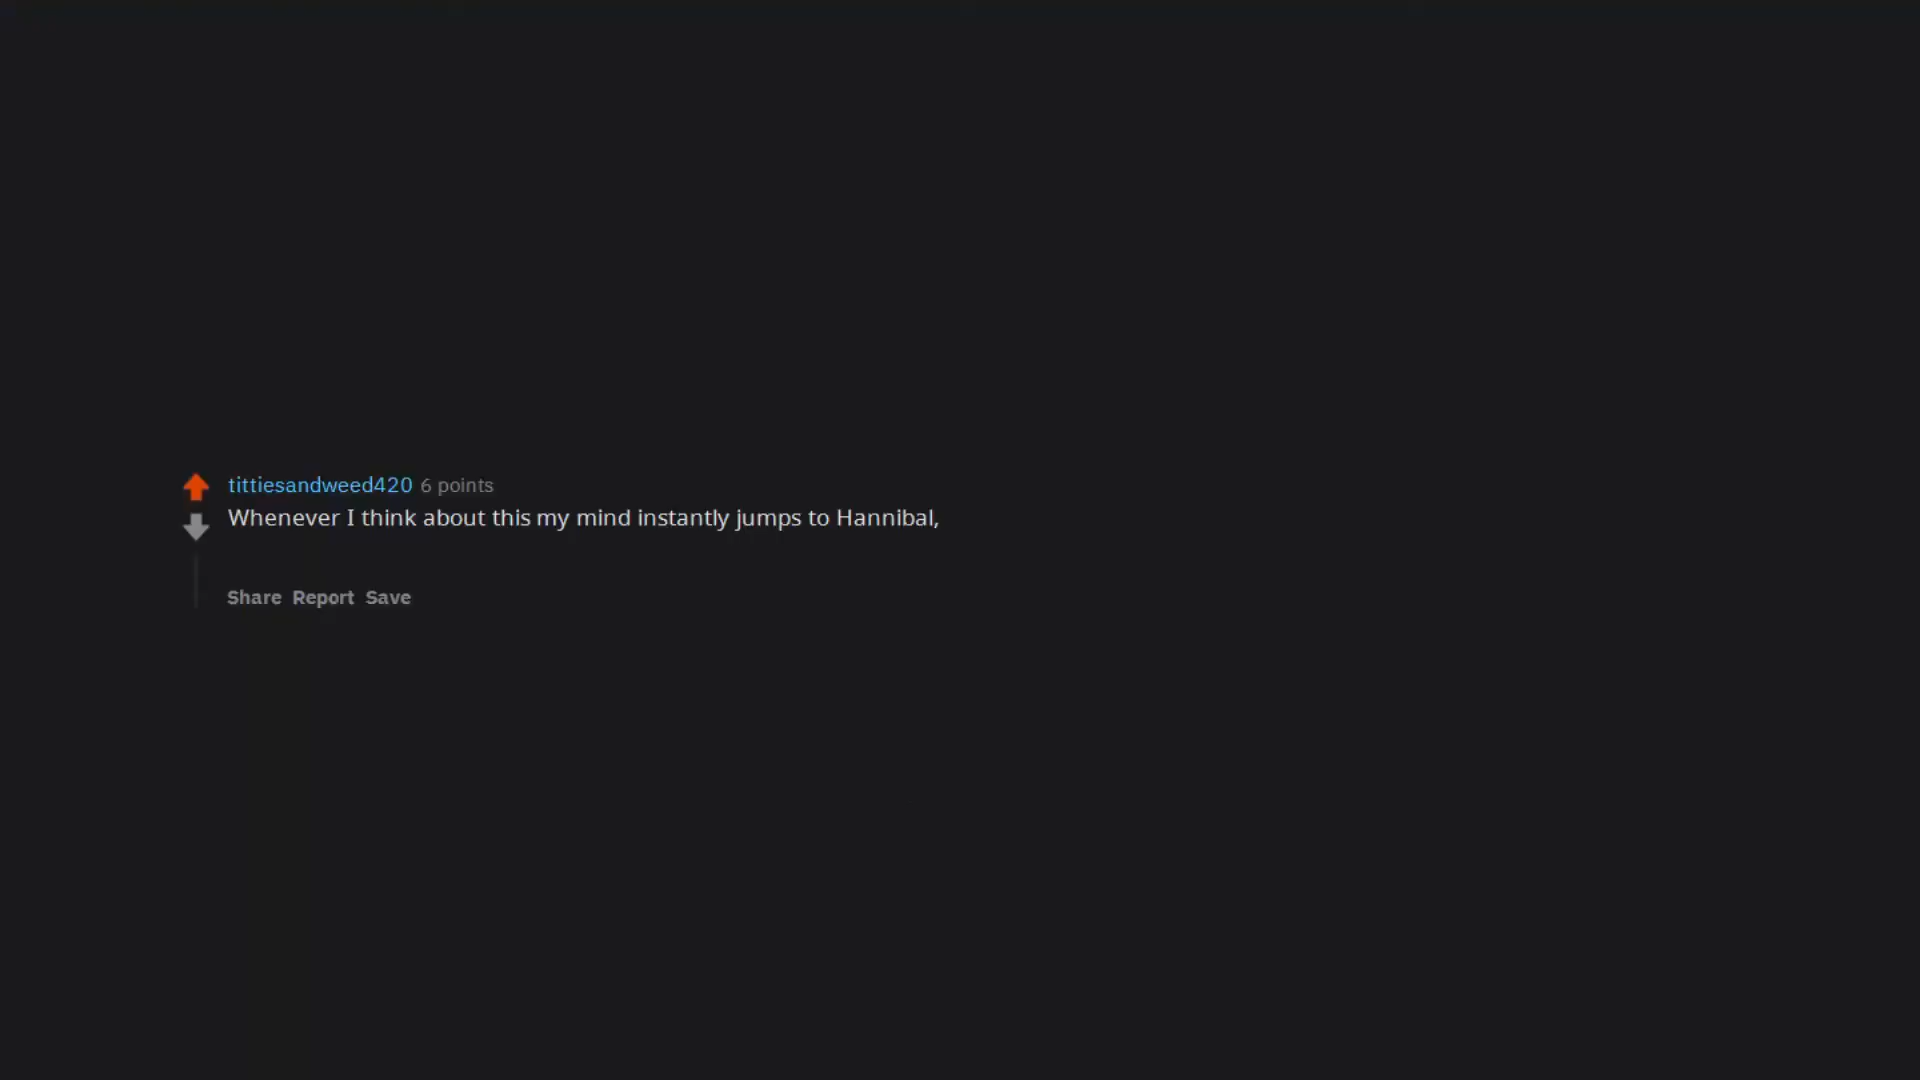 tittiesandweed420 6 points
Whenever I think about this my mind instantly jumps to Hannibal,
Share Report Save